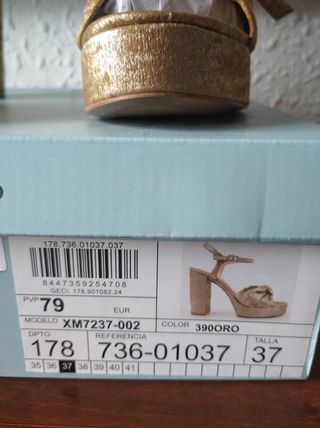 178.736.01037.037
8447359254708
GECI: 178.901082.24
PVP 79 EUR
MODELO XM7237-002 COLOR 390ORO
DPTO REFERENCIA TALLA
178 736-01037 37
35 36 37 38 39 40 41